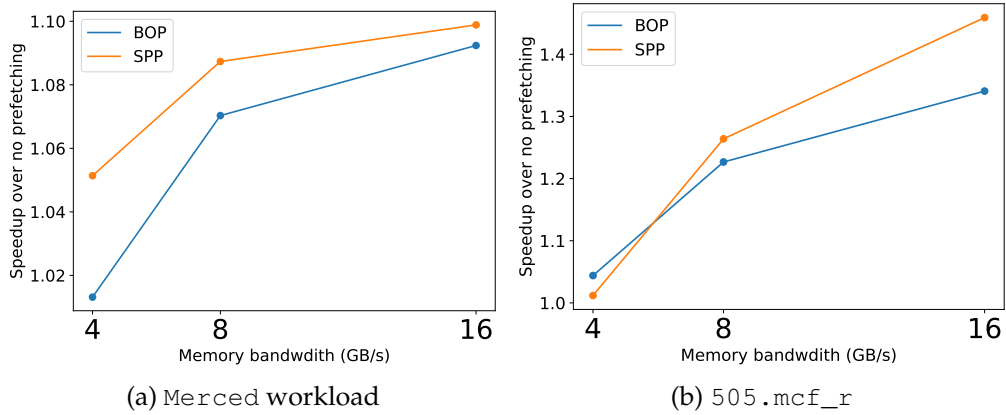 1.10
1.08
1.06
1.04
1.02
Speedup over no prefetching
BOP
SPP
4 8 16
Memory bandwdith (GB/s)
(a) Merced workload
1.4
1.3
1.2
1.1
1.0
Speedup over no prefetching
BOP
SPP
4 8 16
Memory bandwdith (GB/s)
(b) 505.mcf_r